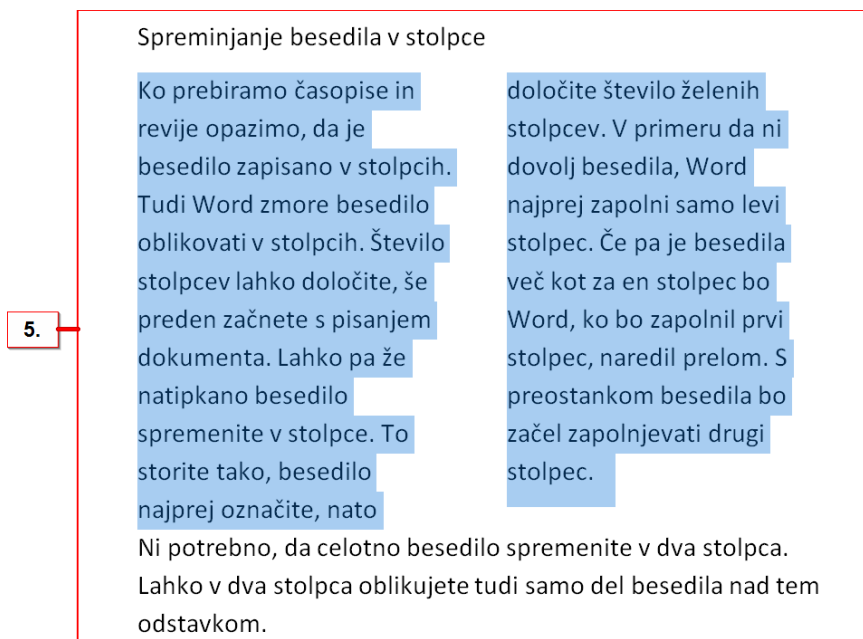 Spreminjanje besedila v stolpce
Ko prebiramo časopise in
revije opazimo, da je
besedilo zapisano v stolpcih.
Tudi Word zmore besedilo
oblikovati v stolpcih. Število
stolpcev lahko določite, še
preden začnete s pisanjem
dokumenta. Lahko pa že
natipkano besedilo
spremenite v stolpce. To
storite tako, besedilo
najprej označite, nato
določite število želenih
stolpcev. V primeru da ni
dovolj besedila, Word
najprej zapolni samo levi
stolpec. Če pa je besedila
več kot za en stolpec bo
Word, ko bo zapolnil prvi
stolpec, naredil prelom. S
preostankom besedila bo
začel zapolnjevati drugi
stolpec.
5.
Ni potrebno, da celotno besedilo spremenite v dva stolpca.
Lahko v dva stolpca oblikujete tudi samo del besedila nad tem
odstavkom.